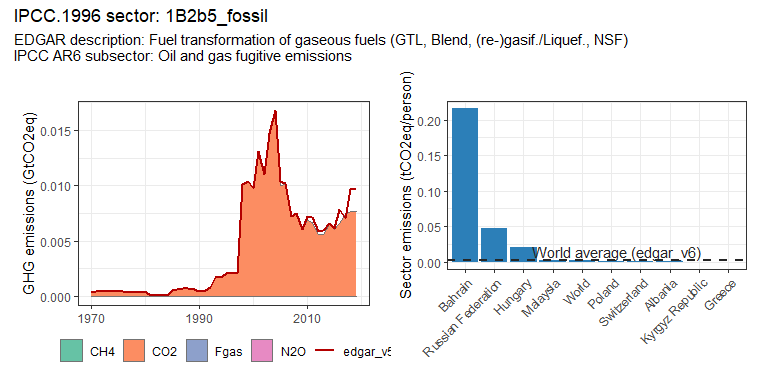 IPCC.1996 sector: 1B2b5_fossil
EDGAR description: Fuel transformation of gaseous fuels (GTL, Blend, (re-)gasif./Liquef., NSF)
IPCC AR6 subsector: Oil and gas fugitive emissions
GHG emissions (GtCO2eq)
0.015
0.010
0.005
0.000
1970
1990
2010
CH4
CO2
Fgas
N2O
Sector emissions (tCO2eq/person)
0.20
0.15
0.10
0.05
0.00
World average (edgar_v6)
Bahrain
Russian Federation
Hungary
Malaysia
World
Poland
Switzerland
Albania
Kyrgyz Republic
Greece